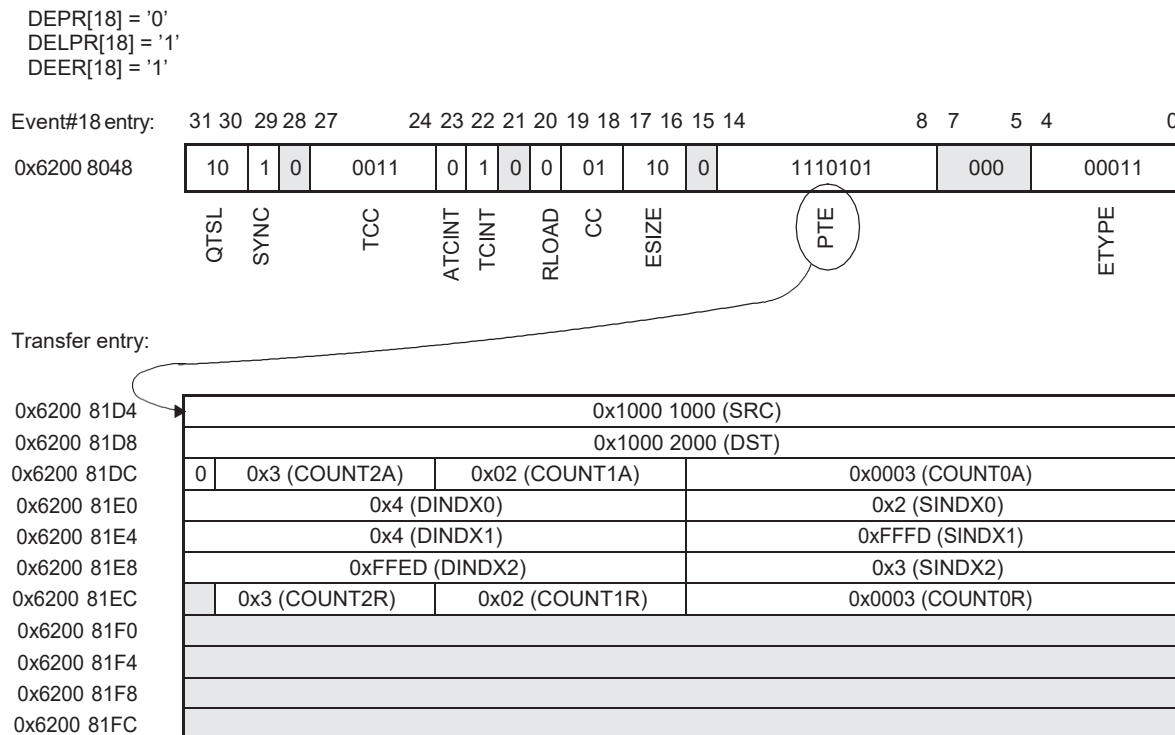 DEPR[18] = '0'
DELPR[18] = '1'
DEER[18] = '1'
Event#18 entry: 31 30 29 28 27 24 23 22 21 20 19 18 17 16 15 14 8 7 5 4 0
0x6200 8048 10 1 0 0011 0 1 0 0 01 10 0 1110101 000 00011
QTSL SYNC TCC ATCINT TCINT RLOAD CC ESIZE PTE ETYPE
Transfer entry:
0x6200 81D4 0x1000 1000 (SRC)
0x6200 81D8 0x1000 2000 (DST)
0x6200 81DC 0 0x3 (COUNT2A) 0x02 (COUNT1A) 0x0003 (COUNT0A)
0x6200 81E0 0x4 (DINDX0) 0x2 (SINDX0)
0x6200 81E4 0x4 (DINDX1) 0xFFFD (SINDX1)
0x6200 81E8 0xFFED (DINDX2) 0x3 (SINDX2)
0x6200 81EC 0x3 (COUNT2R) 0x02 (COUNT1R) 0x0003 (COUNT0R)
0x6200 81F0
0x6200 81F4
0x6200 81F8
0x6200 81FC